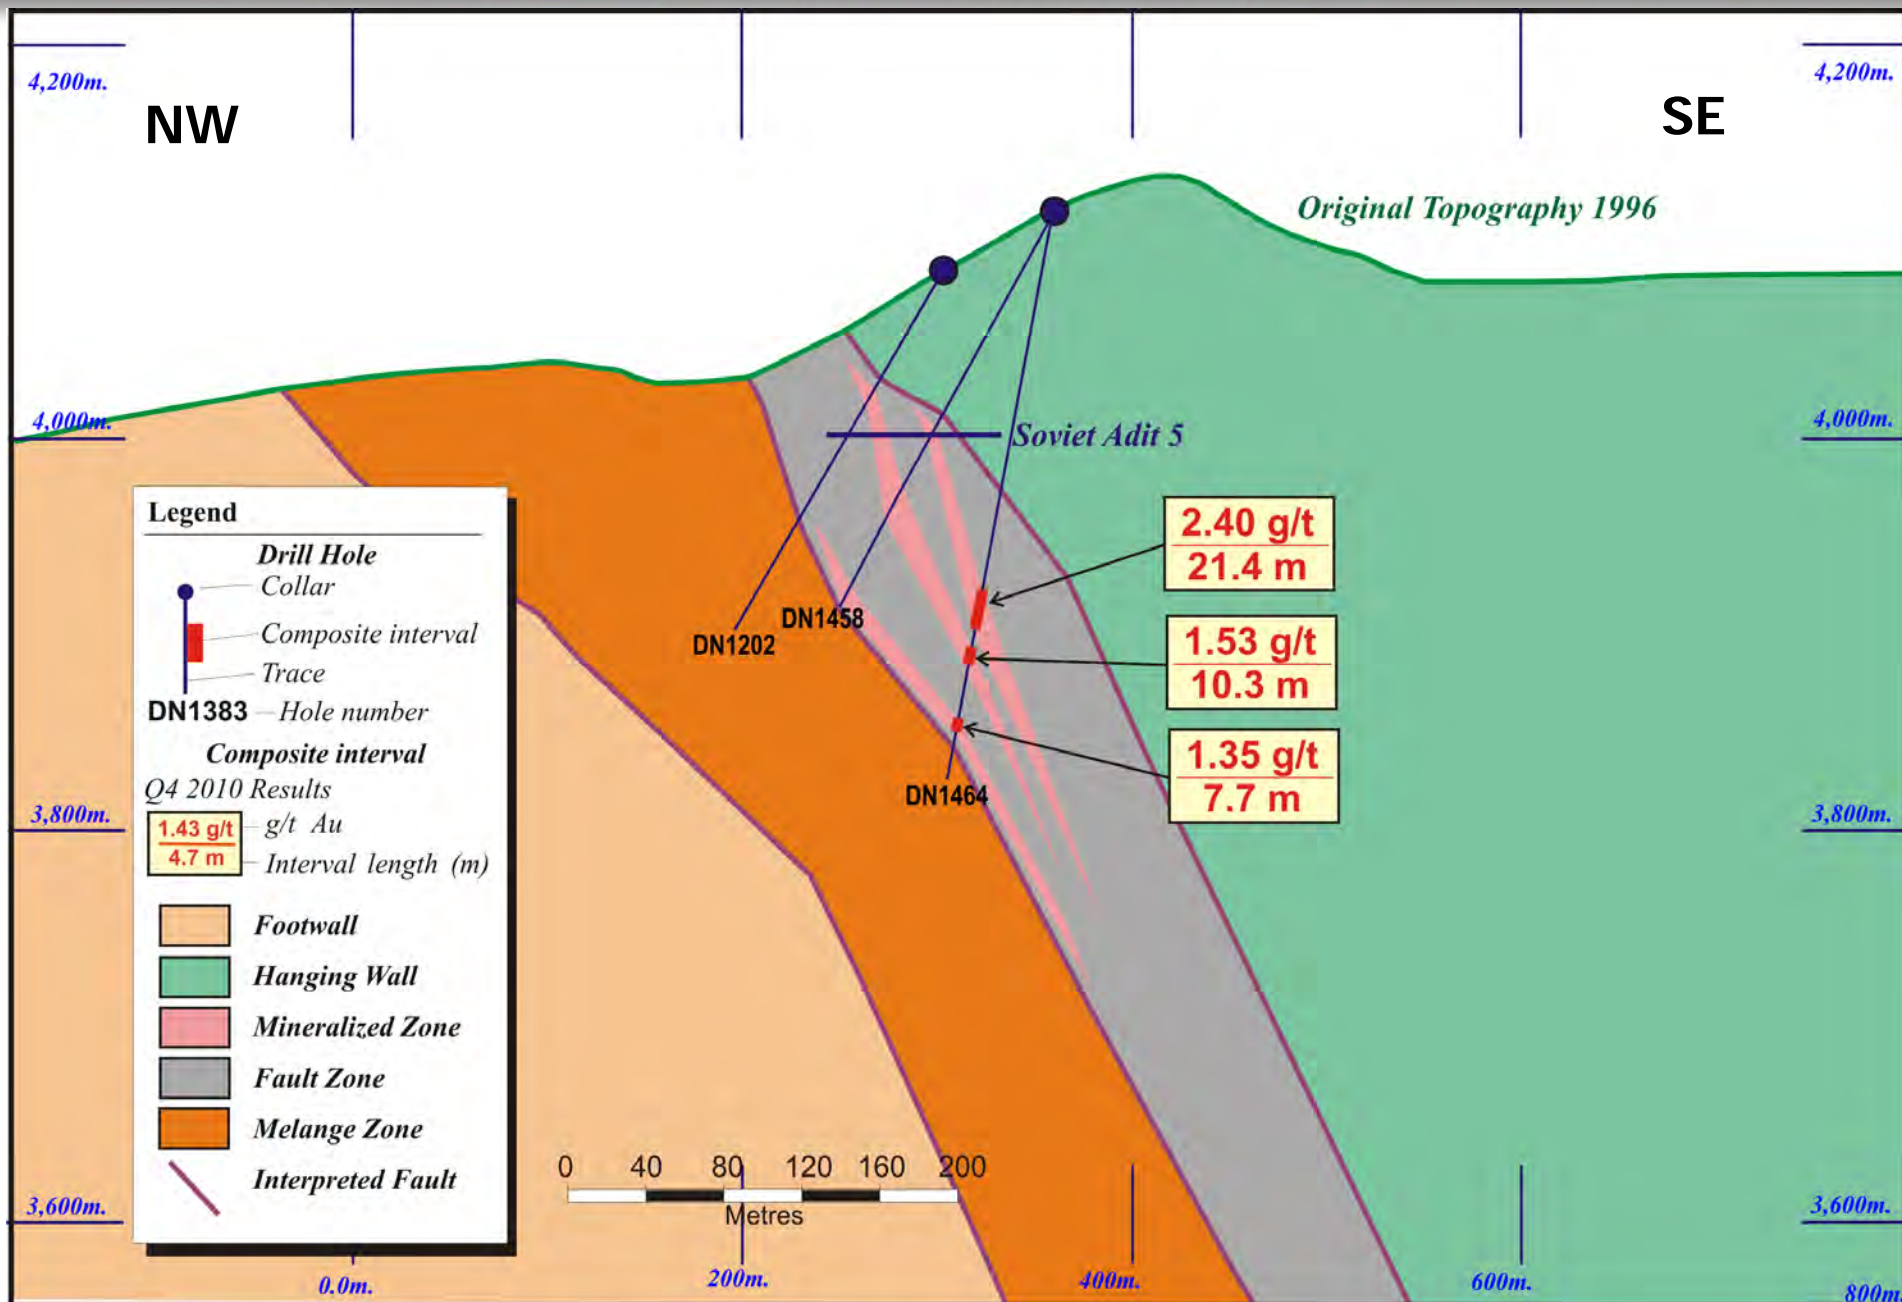 4,200m.
4,200m.
NW
SE
Original Topography 1996
4,000m.
4,000m.
Soviet Adit 5
2.40 g/t
21.4 m
1.53 g/t
10.3 m
1.35 g/t
7.7 m
DN1458
DN1202
DN1464
Legend
Drill Hole
Collar
Composite interval
Trace
DN1383
Hole number
Composite interval
Q4 2010 Results
1.43 g/t
g/t Au
4.7 m
Interval length (m)
Footwall
Hanging Wall
Mineralized Zone
Fault Zone
Melange Zone
Interpreted Fault
3,800m.
3,800m.
0 40 80 120 160 200
Metres
3,600m.
3,600m.
0.0m.
200m.
400m.
600m.
800m